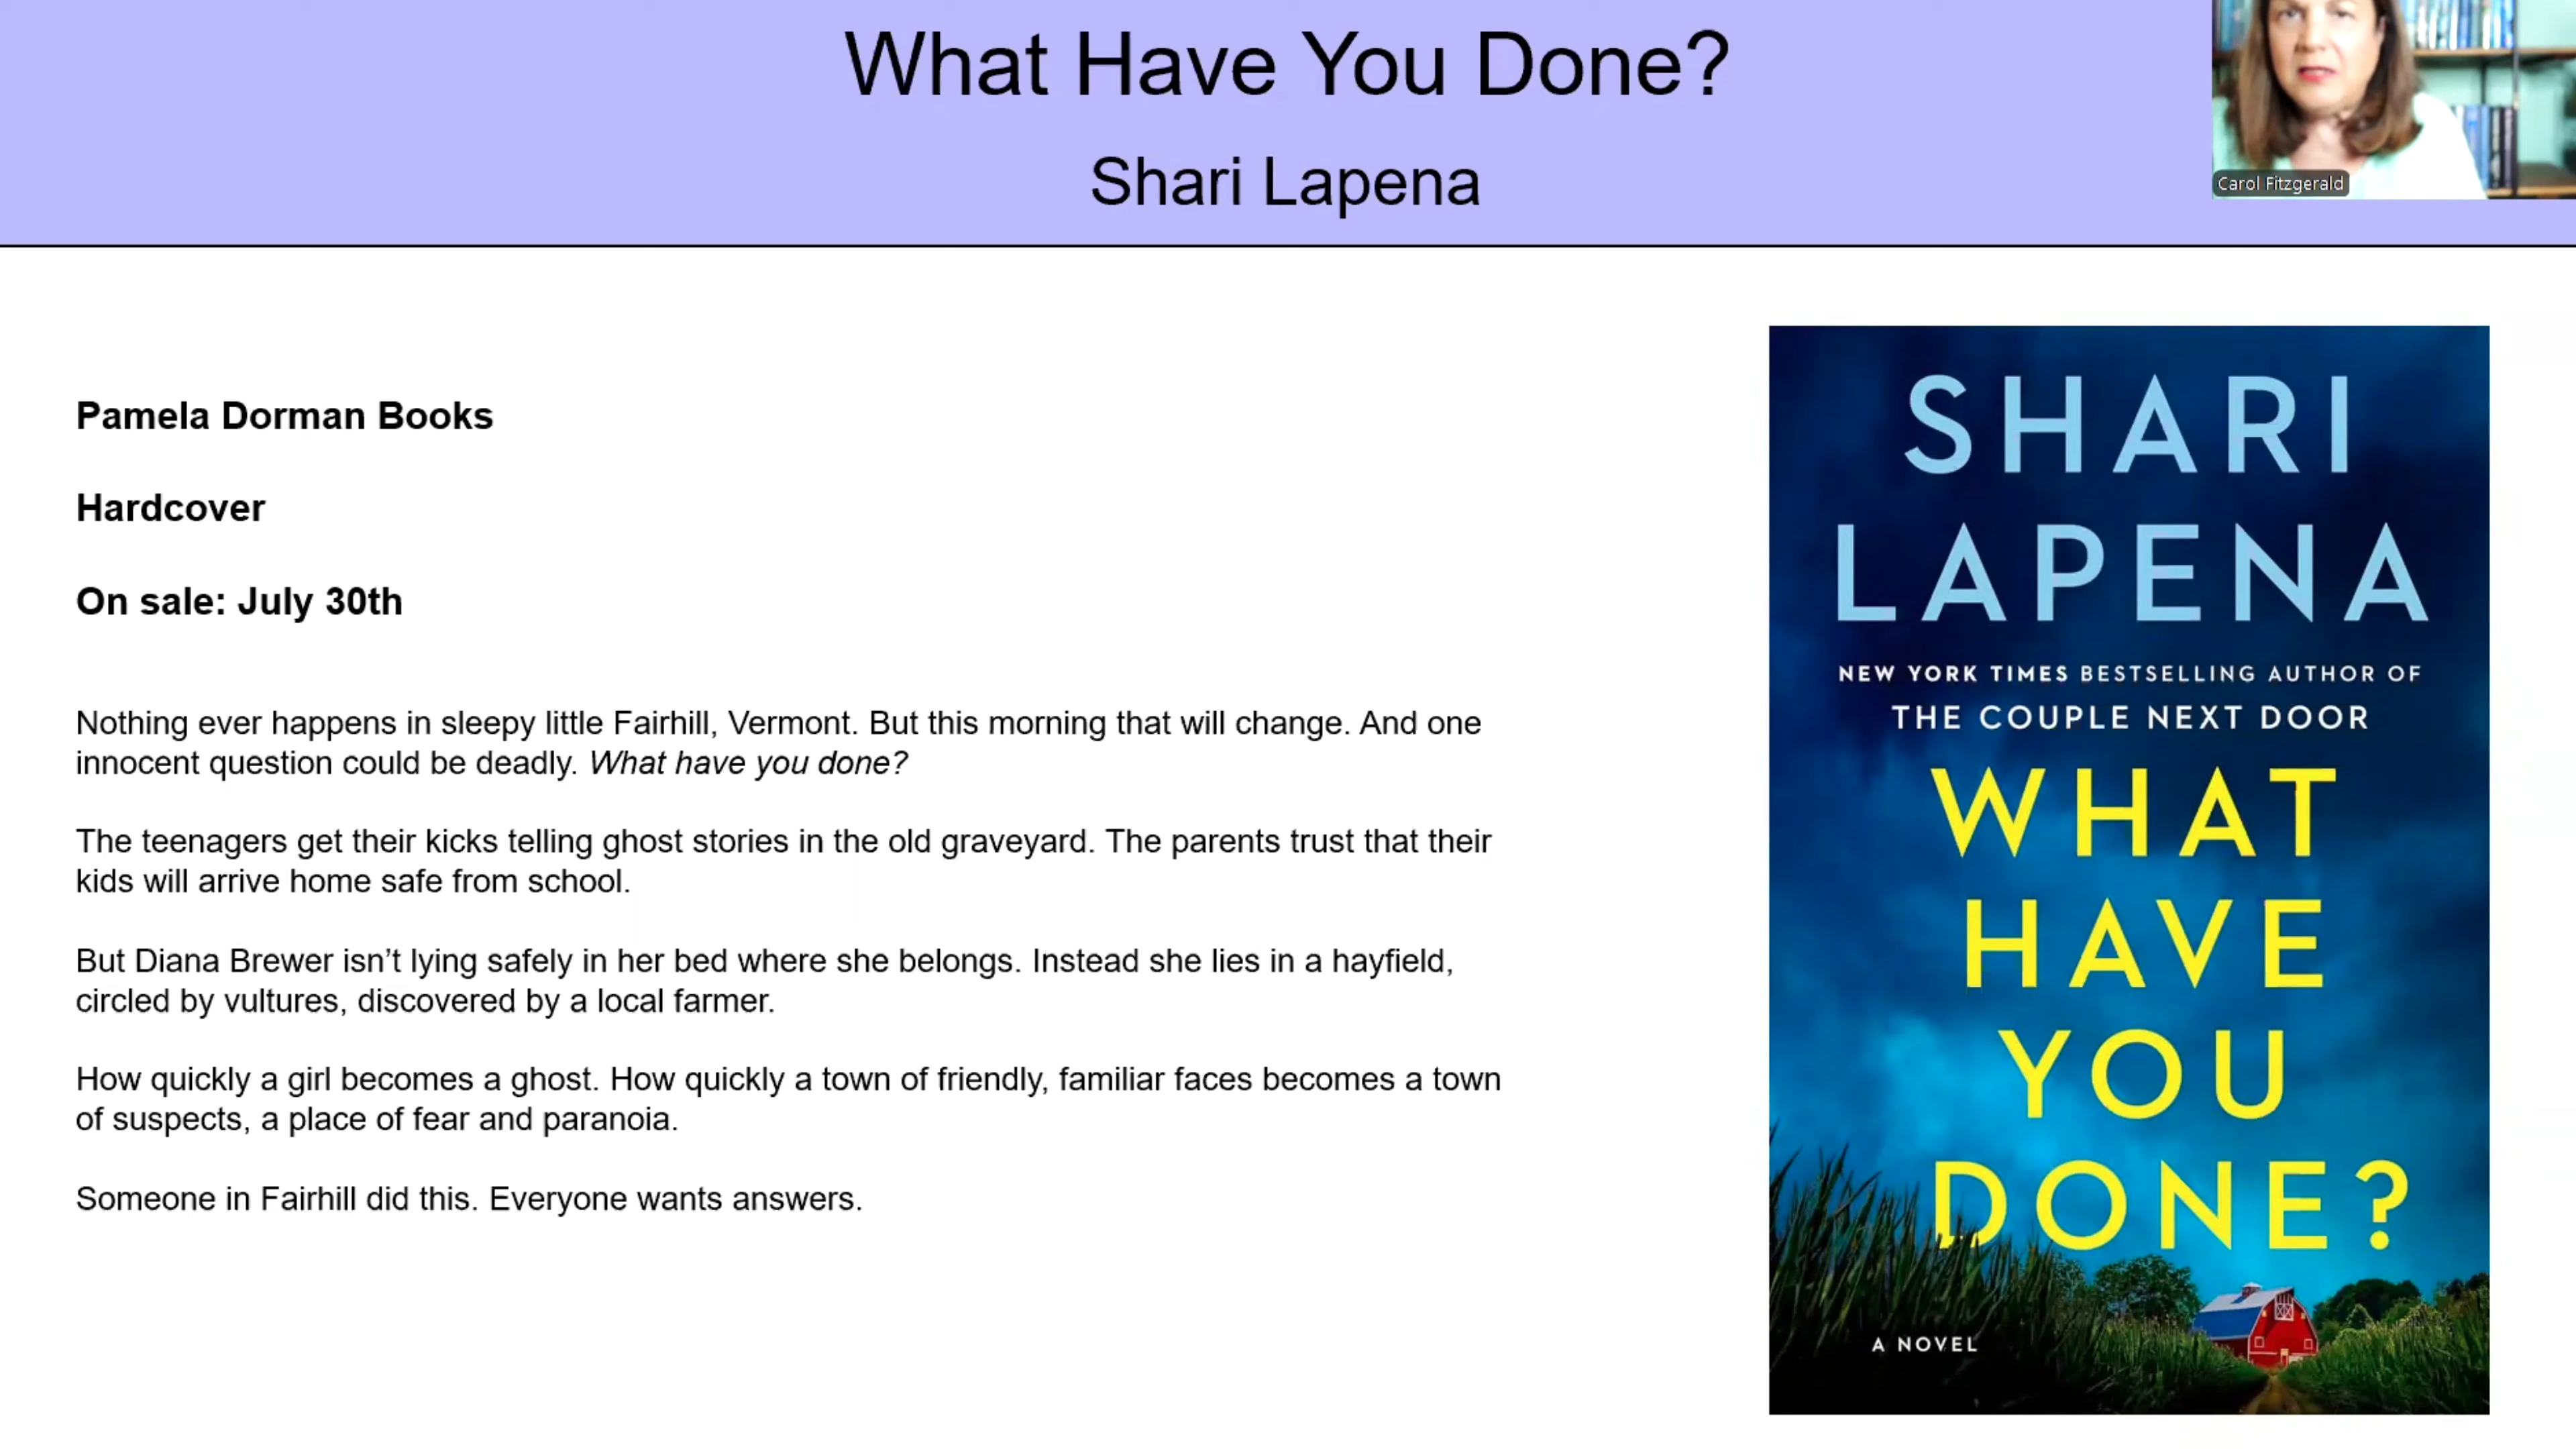 What Have You Done?
Shari Lapena
Carol Fitzgerald
Pamela Dorman Books
Hardcover
On sale: July 30th
Nothing ever happens in sleepy little Fairhill, Vermont. But this morning that will change. And one
innocent question could be deadly. What have you done?
The teenagers get their kicks telling ghost stories in the old graveyard. The parents trust that their
kids will arrive home safe from school.
But Diana Brewer isn’t lying safely in her bed where she belongs. Instead she lies in a hayfield,
circled by vultures, discovered by a local farmer.
How quickly a girl becomes a ghost. How quickly a town of friendly, familiar faces becomes a town
of suspects, a place of fear and paranoia.
Someone in Fairhill did this. Everyone wants answers.
SHARI
LAPENA
NEW YORK TIMES BESTSELLING AUTHOR OF
THE COUPLE NEXT DOOR
WHAT
HAVE
YOU
DONE?
A NOVEL